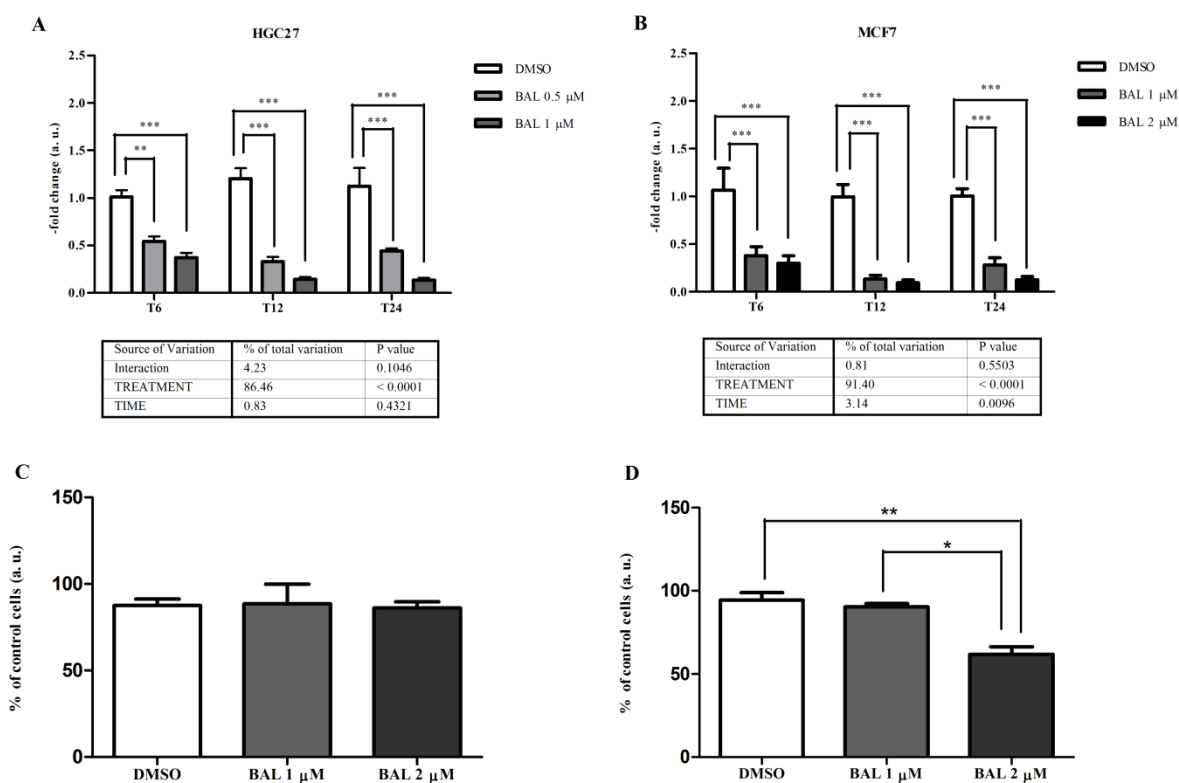 A
HGC27
-fold change (a. u.)
2.5
2.0
1.5
1.0
0.5
0.0
***
**
***
***
***
***
T6
T12
T24
DMSO
BAL 0.5 μM
BAL 1 μM
Source of Variation % of total variation P value
Interaction 4.23 0.1046
TREATMENT 86.46 < 0.0001
TIME 0.83 0.4321
B
MCF7
-fold change (a. u.)
2.5
2.0
1.5
1.0
0.5
0.0
***
***
***
***
***
***
T6
T12
T24
DMSO
BAL 1 μM
BAL 2 μM
Source of Variation % of total variation P value
Interaction 0.81 0.5503
TREATMENT 91.40 < 0.0001
TIME 3.14 0.0096
C
% of control cells (a. u.)
150
100
50
0
DMSO
BAL 1 μM
BAL 2 μM
D
% of control cells (a. u.)
150
100
50
0
**
*
DMSO
BAL 1 μM
BAL 2 μM